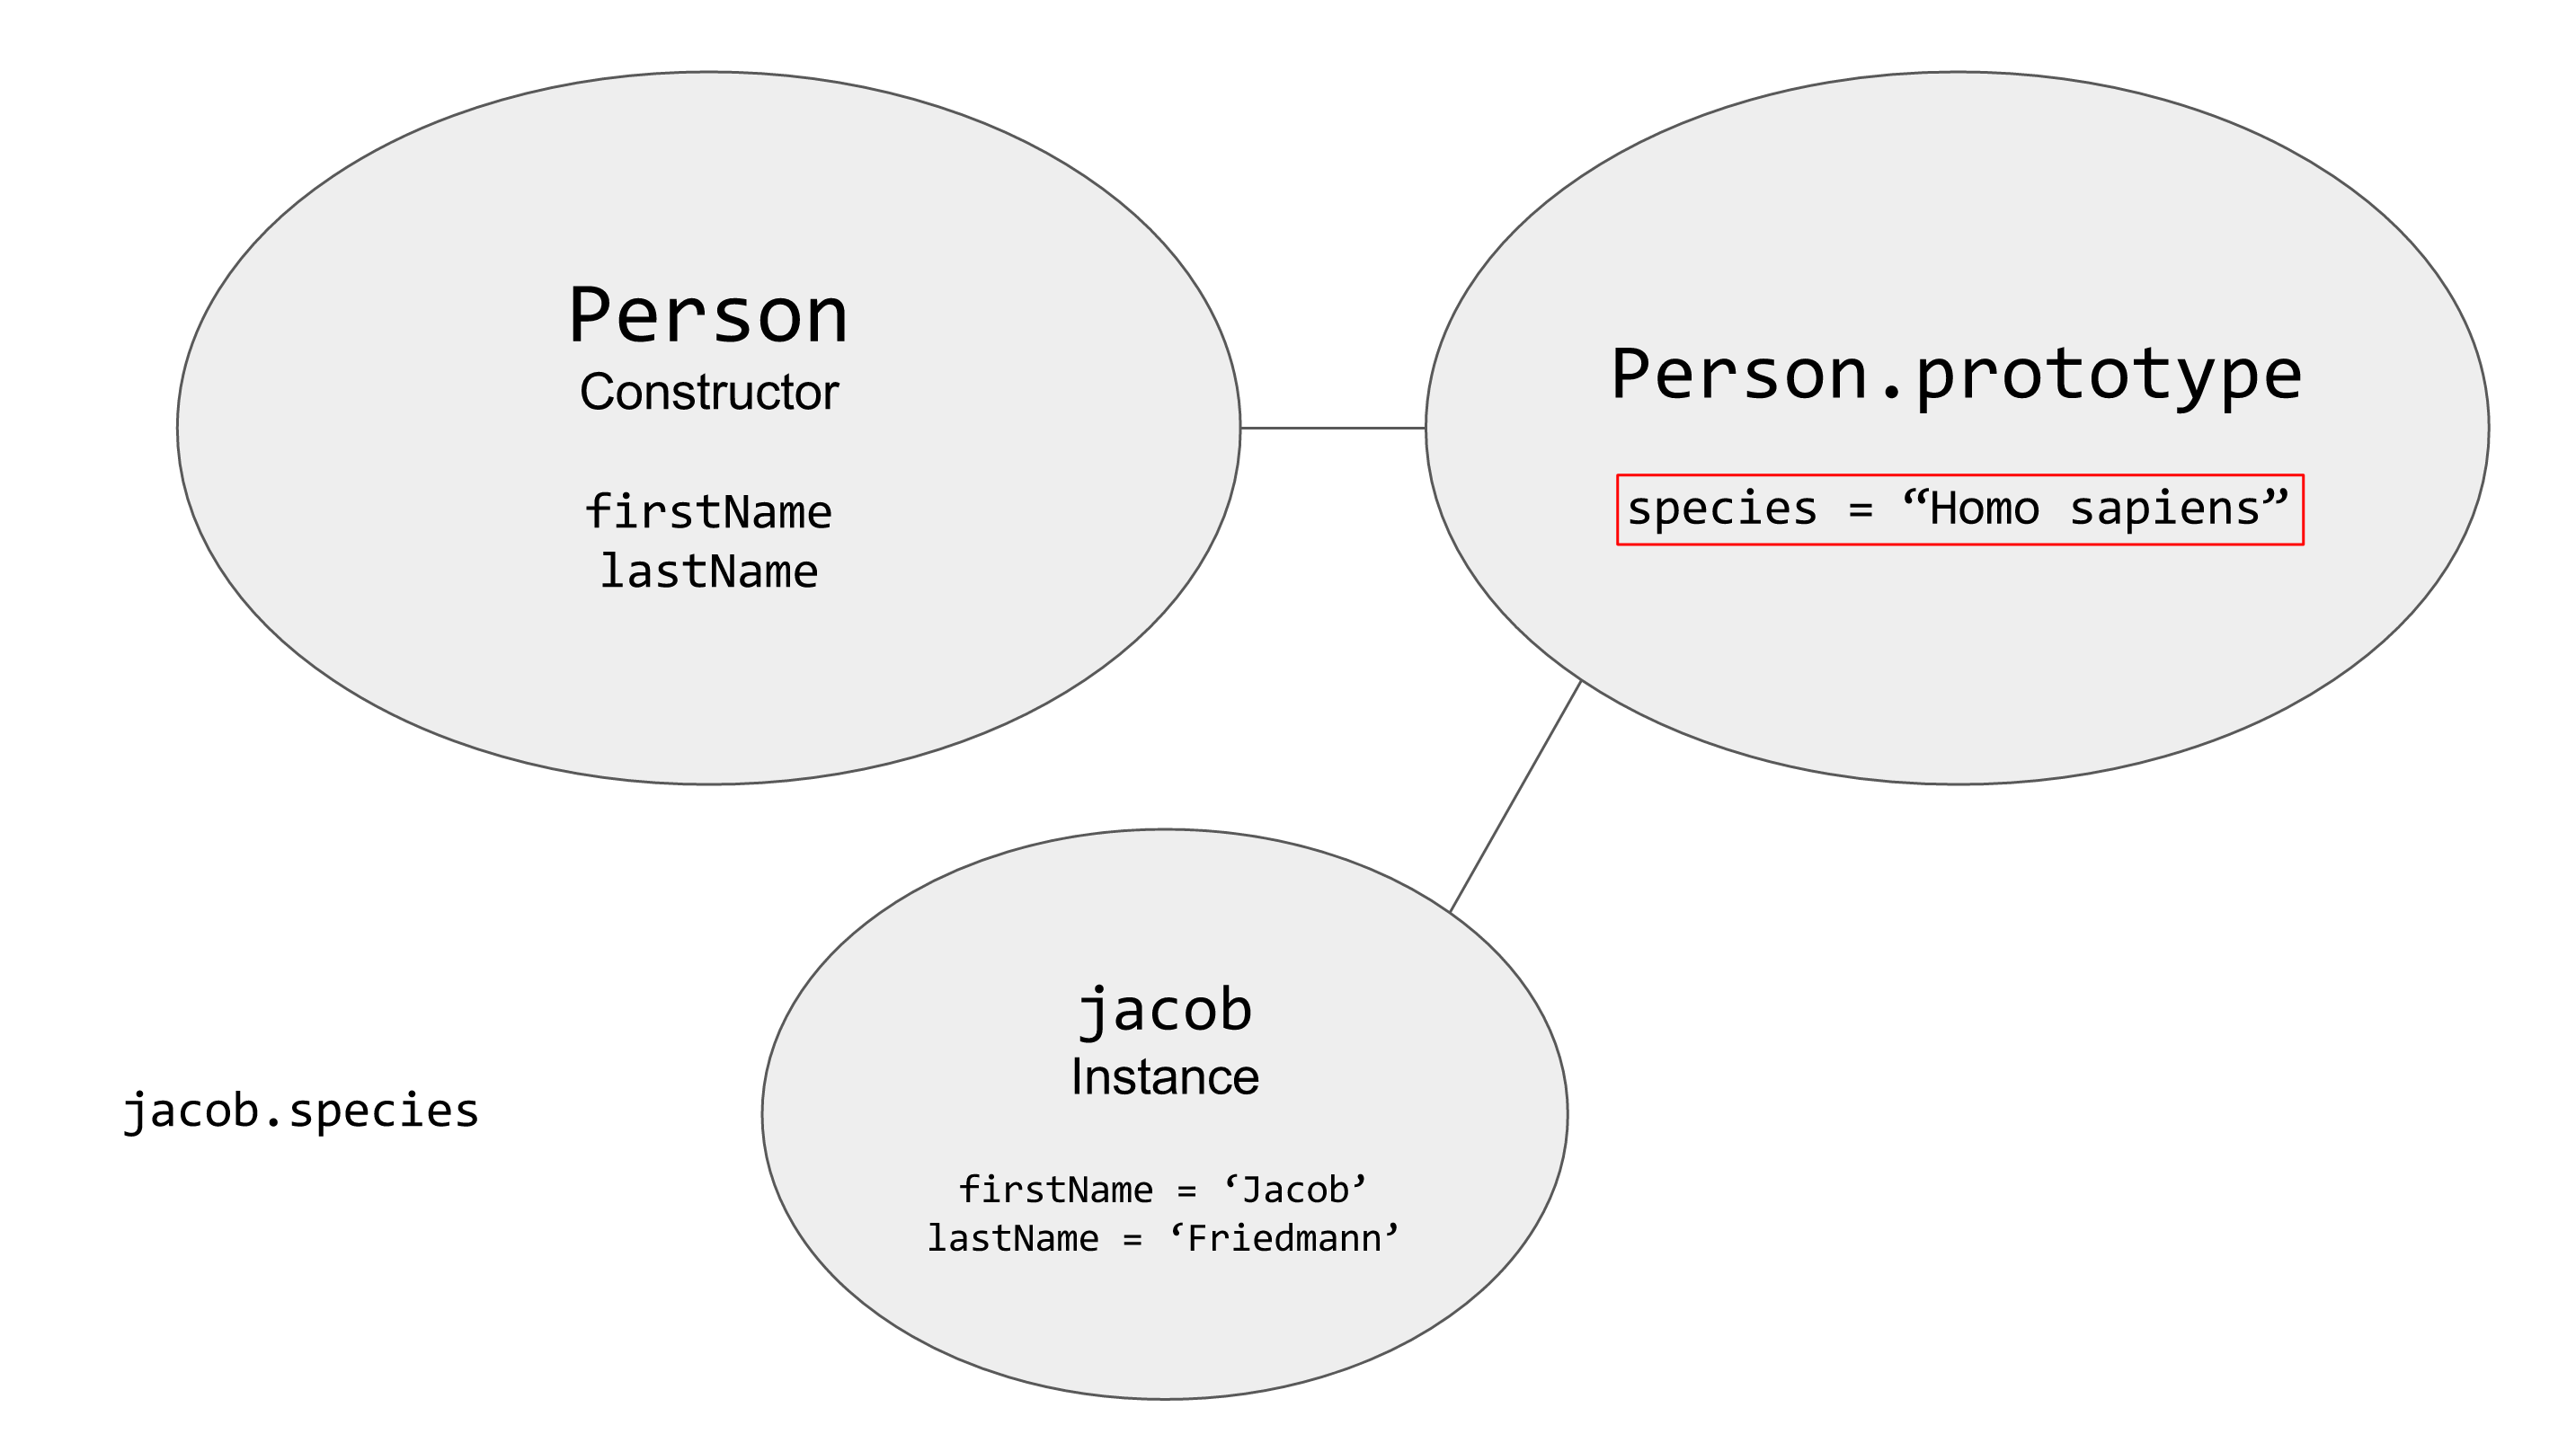 Person
Constructor
firstName
lastName
Person.prototype
species = “Homo sapiens”
jacob.species
jacob
Instance
firstName = ‘Jacob’
lastName = ‘Friedmann’